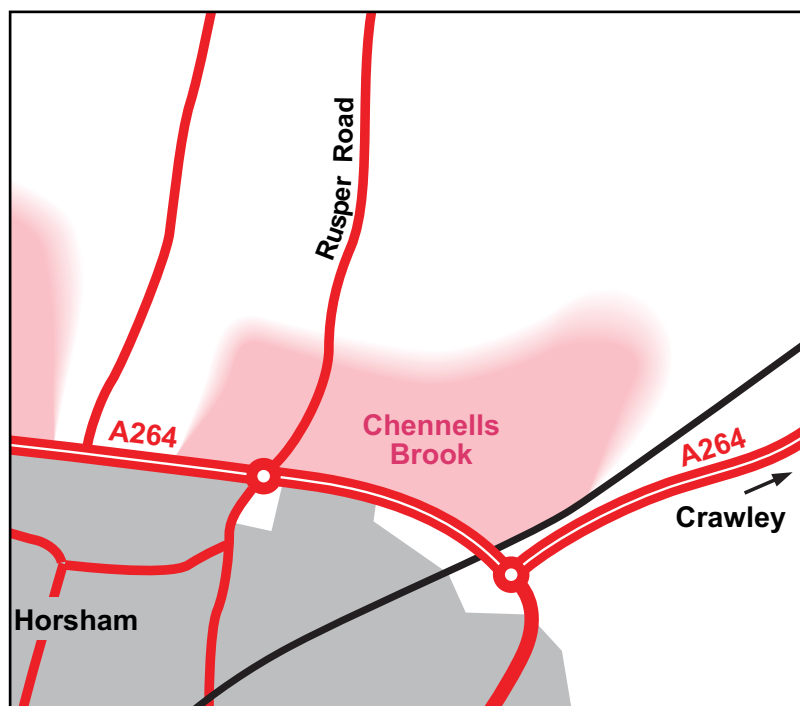 Rusper Road
A264
Chennells
Brook
A264
Crawley
Horsham